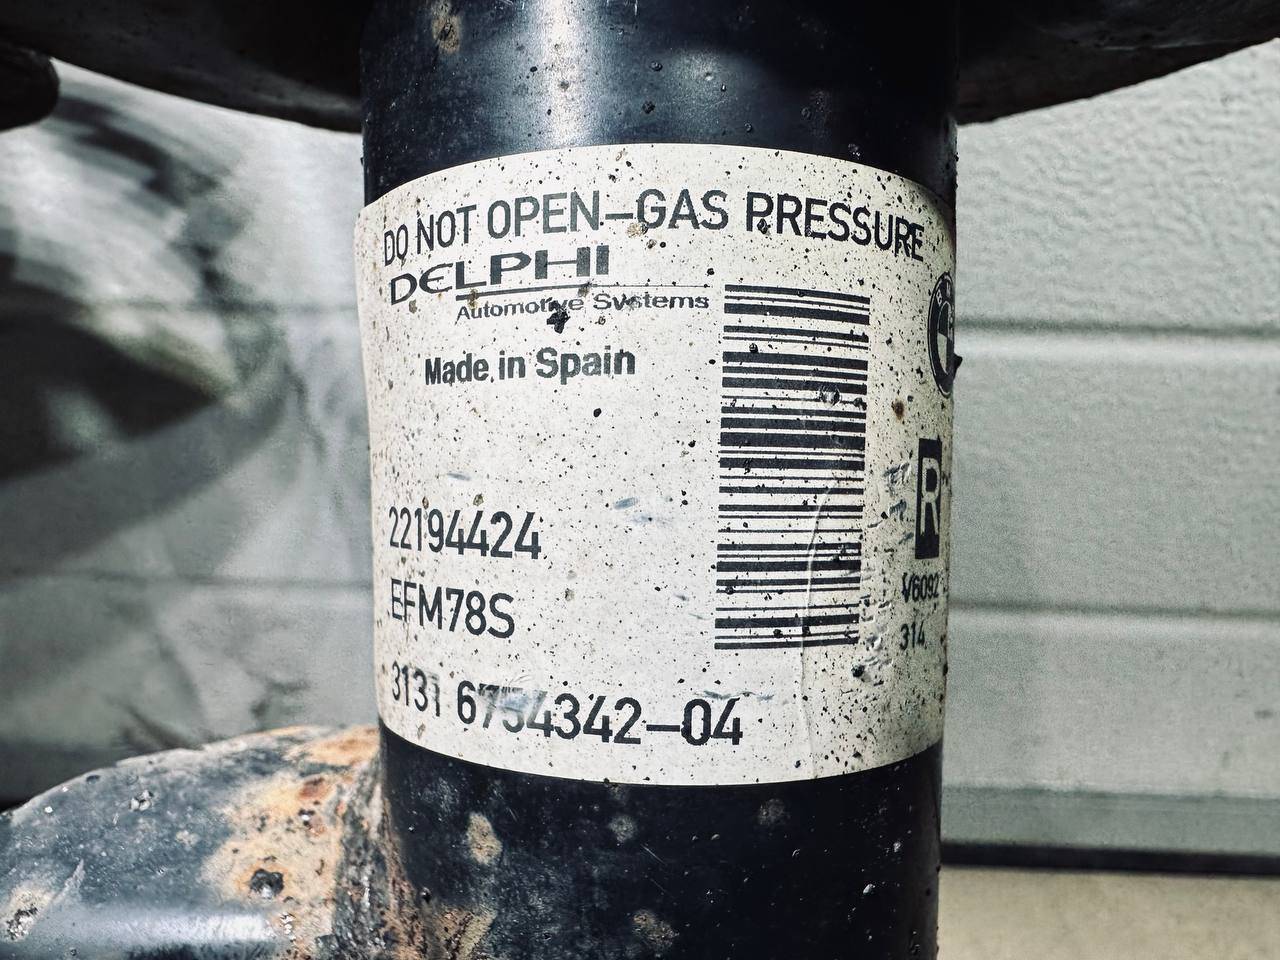 DO NOT OPEN-GAS PRESSURE
DELPHI
Automotive Systems
Made in Spain
22194424
EFM78S
3131 6754342-04
R
V6092
314